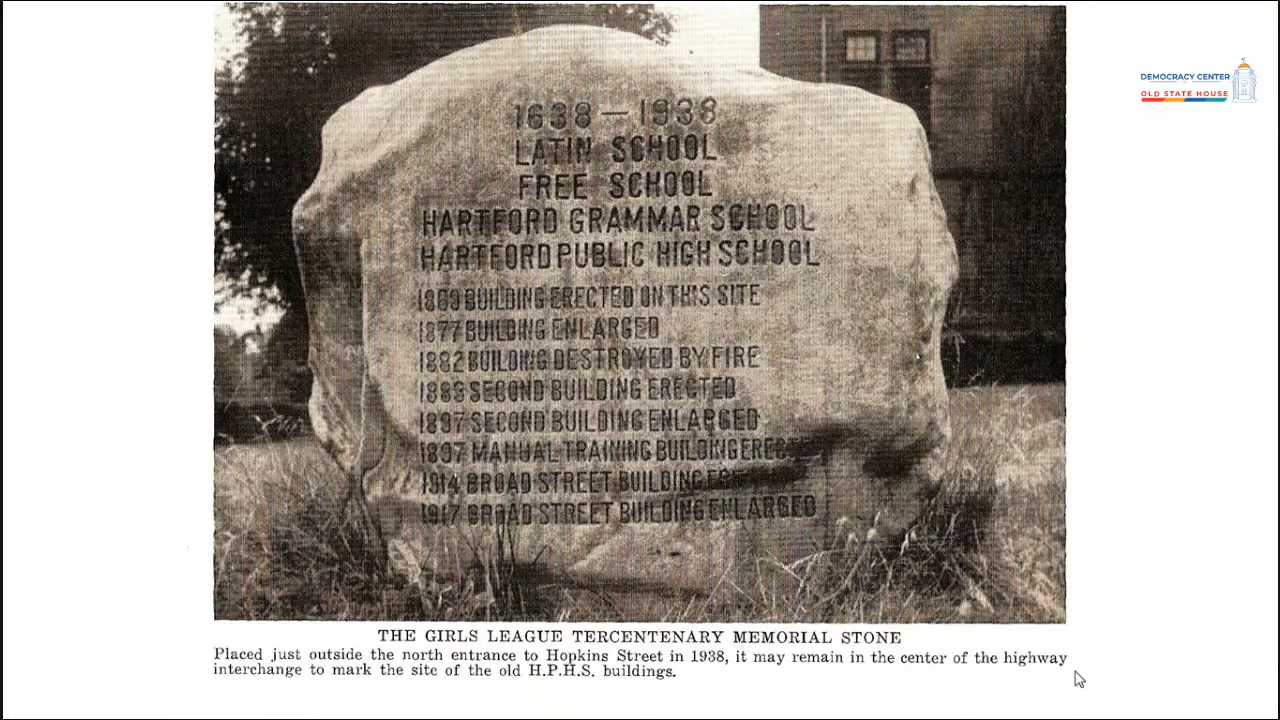 1638 — 1938
LATIN SCHOOL
FREE SCHOOL
HARTFORD GRAMMAR SCHOOL
HARTFORD PUBLIC HIGH SCHOOL
1869 BUILDING ERECTED ON THIS SITE
1877 BUILDING ENLARGED
1882 BUILDING DESTROYED BY FIRE
1883 SECOND BUILDING ERECTED
1897 SECOND BUILDING ENLARGED
1897 MANUAL TRAINING BUILDING ERECTED
1914 BROAD STREET BUILDING
1917 BROAD STREET BUILDING ENLARGED
THE GIRLS LEAGUE TERCENTENARY MEMORIAL STONE
Placed just outside the north entrance to Hopkins Street in 1938, it may remain in the center of the highway
interchange to mark the site of the old H.P.H.S. buildings.
DEMOCRACY CENTER
OLD STATE HOUSE